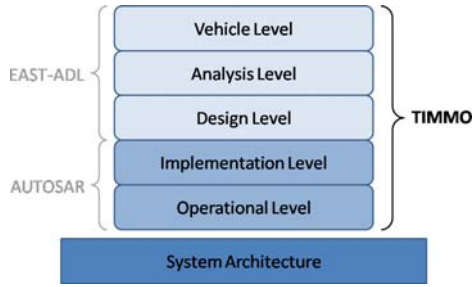 Vehicle Level
EAST-ADL
Analysis Level
Design Level
TIMMO
Implementation Level
AUTOSAR
Operational Level
System Architecture